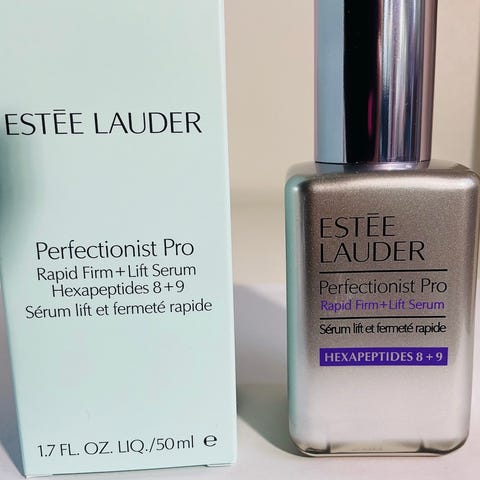 ESTĒE LAUDER
Perfectionist Pro
Rapid Firm+Lift Serum
Hexapeptides 8+9
Sérum lift et fermeté rapide
1.7 FL. OZ. LIQ./50 ml ℮
ESTĒE
LAUDER
Perfectionist Pro
Rapid Firm+Lift Serum
Sérum lift et fermeté rapide
HEXAPEPTIDES 8+9